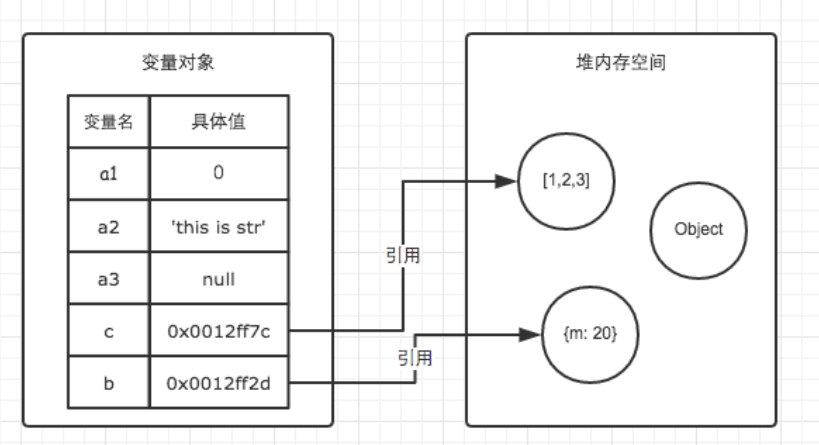 变量对象
变量名 具体值
a1 0
a2 'this is str'
a3 null
c 0x0012ff7c
b 0x0012ff2d
引用
引用
堆内存空间
[1,2,3]
Object
{m: 20}